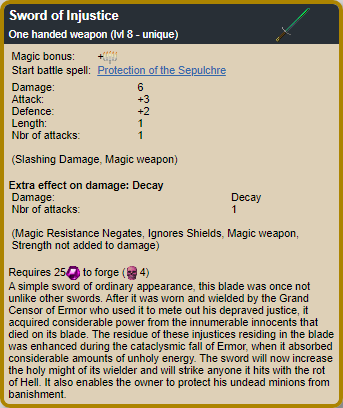 Sword of Injustice
One handed weapon (lvl 8 - unique)
Magic bonus: +
Start battle spell: Protection of the Sepulchre
Damage: 6
Attack: +3
Defence: +2
Length: 1
Nbr of attacks: 1
(Slashing Damage, Magic weapon)
Extra effect on damage: Decay
Damage: Decay
Nbr of attacks: 1
(Magic Resistance Negates, Ignores Shields, Magic weapon,
Strength not added to damage)
Requires 25 to forge ( 4)
A simple sword of ordinary appearance, this blade was once not
unlike other swords. After it was worn and wielded by the Grand
Censor of Ermor who used it to mete out his depraved justice, it
acquired considerable power from the innumerable innocents that
died on its blade. The residue of these injustices residing in the blade
was enhanced during the cataclysmic fall of Ermor, when it absorbed
considerable amounts of unholy energy. The sword will now increase
the holy might of its wielder and will strike anyone it hits with the rot
of Hell. It also enables the owner to protect his undead minions from
banishment.